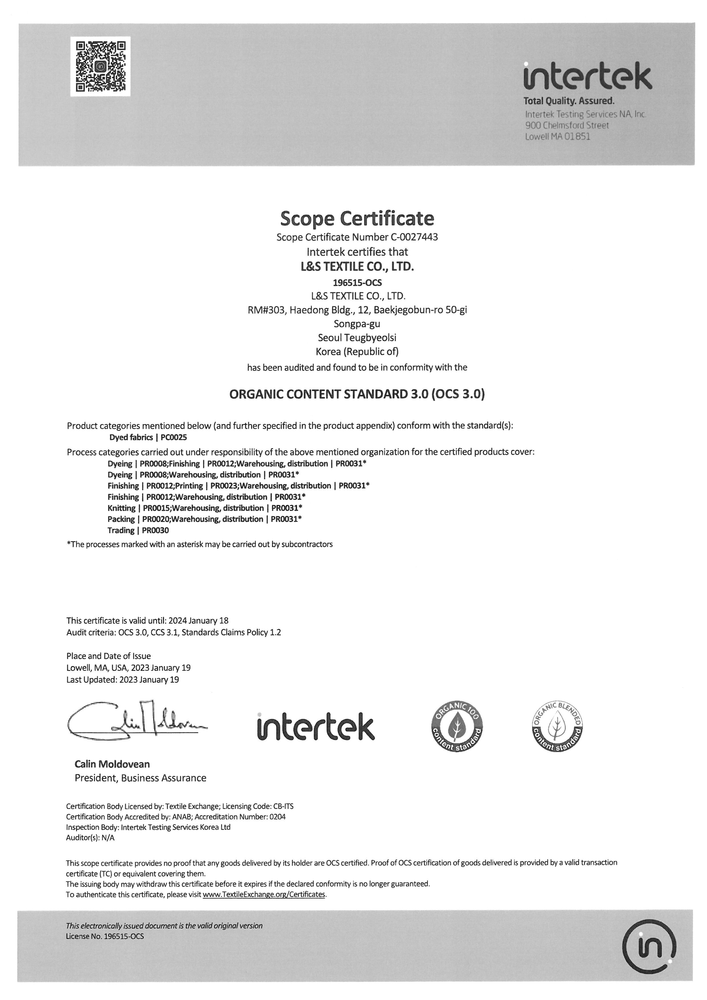 intertek
Total Quality. Assured.
Intertek Testing Services NA, Inc.
900 Chelmsford Street
Lowell MA 01851
Scope Certificate
Scope Certificate Number C-0027443
Intertek certifies that
L&S TEXTILE CO., LTD.
196515-OCS
L&S TEXTILE CO., LTD.
RM#303, Haedong Bldg., 12, Baekjegobun-ro 50-gi
Songpa-gu
Seoul Teugbyeolsi
Korea (Republic of)
has been audited and found to be in conformity with the
ORGANIC CONTENT STANDARD 3.0 (OCS 3.0)
Product categories mentioned below (and further specified in the product appendix) conform with the standard(s):
Dyed fabrics | PC0025
Process categories carried out under responsibility of the above mentioned organization for the certified products cover:
Dyeing | PR0008;Finishing | PR0012;Warehousing, distribution | PR0031*
Dyeing | PR0008;Warehousing, distribution | PR0031*
Finishing | PR0012;Printing | PR0023;Warehousing, distribution | PR0031*
Finishing | PR0012;Warehousing, distribution | PR0031*
Knitting | PR0015;Warehousing, distribution | PR0031*
Packing | PR0020;Warehousing, distribution | PR0031*
Trading | PR0030
*The processes marked with an asterisk may be carried out by subcontractors
This certificate is valid until: 2024 January 18
Audit criteria: OCS 3.0, CCS 3.1, Standards Claims Policy 1.2
Place and Date of Issue
Lowell, MA, USA, 2023 January 19
Last Updated: 2023 January 19
Calin Moldovean
intertek
ORGANIC 100 content standard
ORGANIC BLENDED content standard
Calin Moldovean
President, Business Assurance
Certification Body Licensed by: Textile Exchange; Licensing Code: CB-ITS
Certification Body Accredited by: ANAB; Accreditation Number: 0204
Inspection Body: Intertek Testing Services Korea Ltd
Auditor(s): N/A
This scope certificate provides no proof that any goods delivered by its holder are OCS certified. Proof of OCS certification of goods delivered is provided by a valid transaction
certificate (TC) or equivalent covering them.
The issuing body may withdraw this certificate before it expires if the declared conformity is no longer guaranteed.
To authenticate this certificate, please visit www.TextileExchange.org/Certificates.
This electronically issued document is the valid original version
License No. 196515-OCS
in